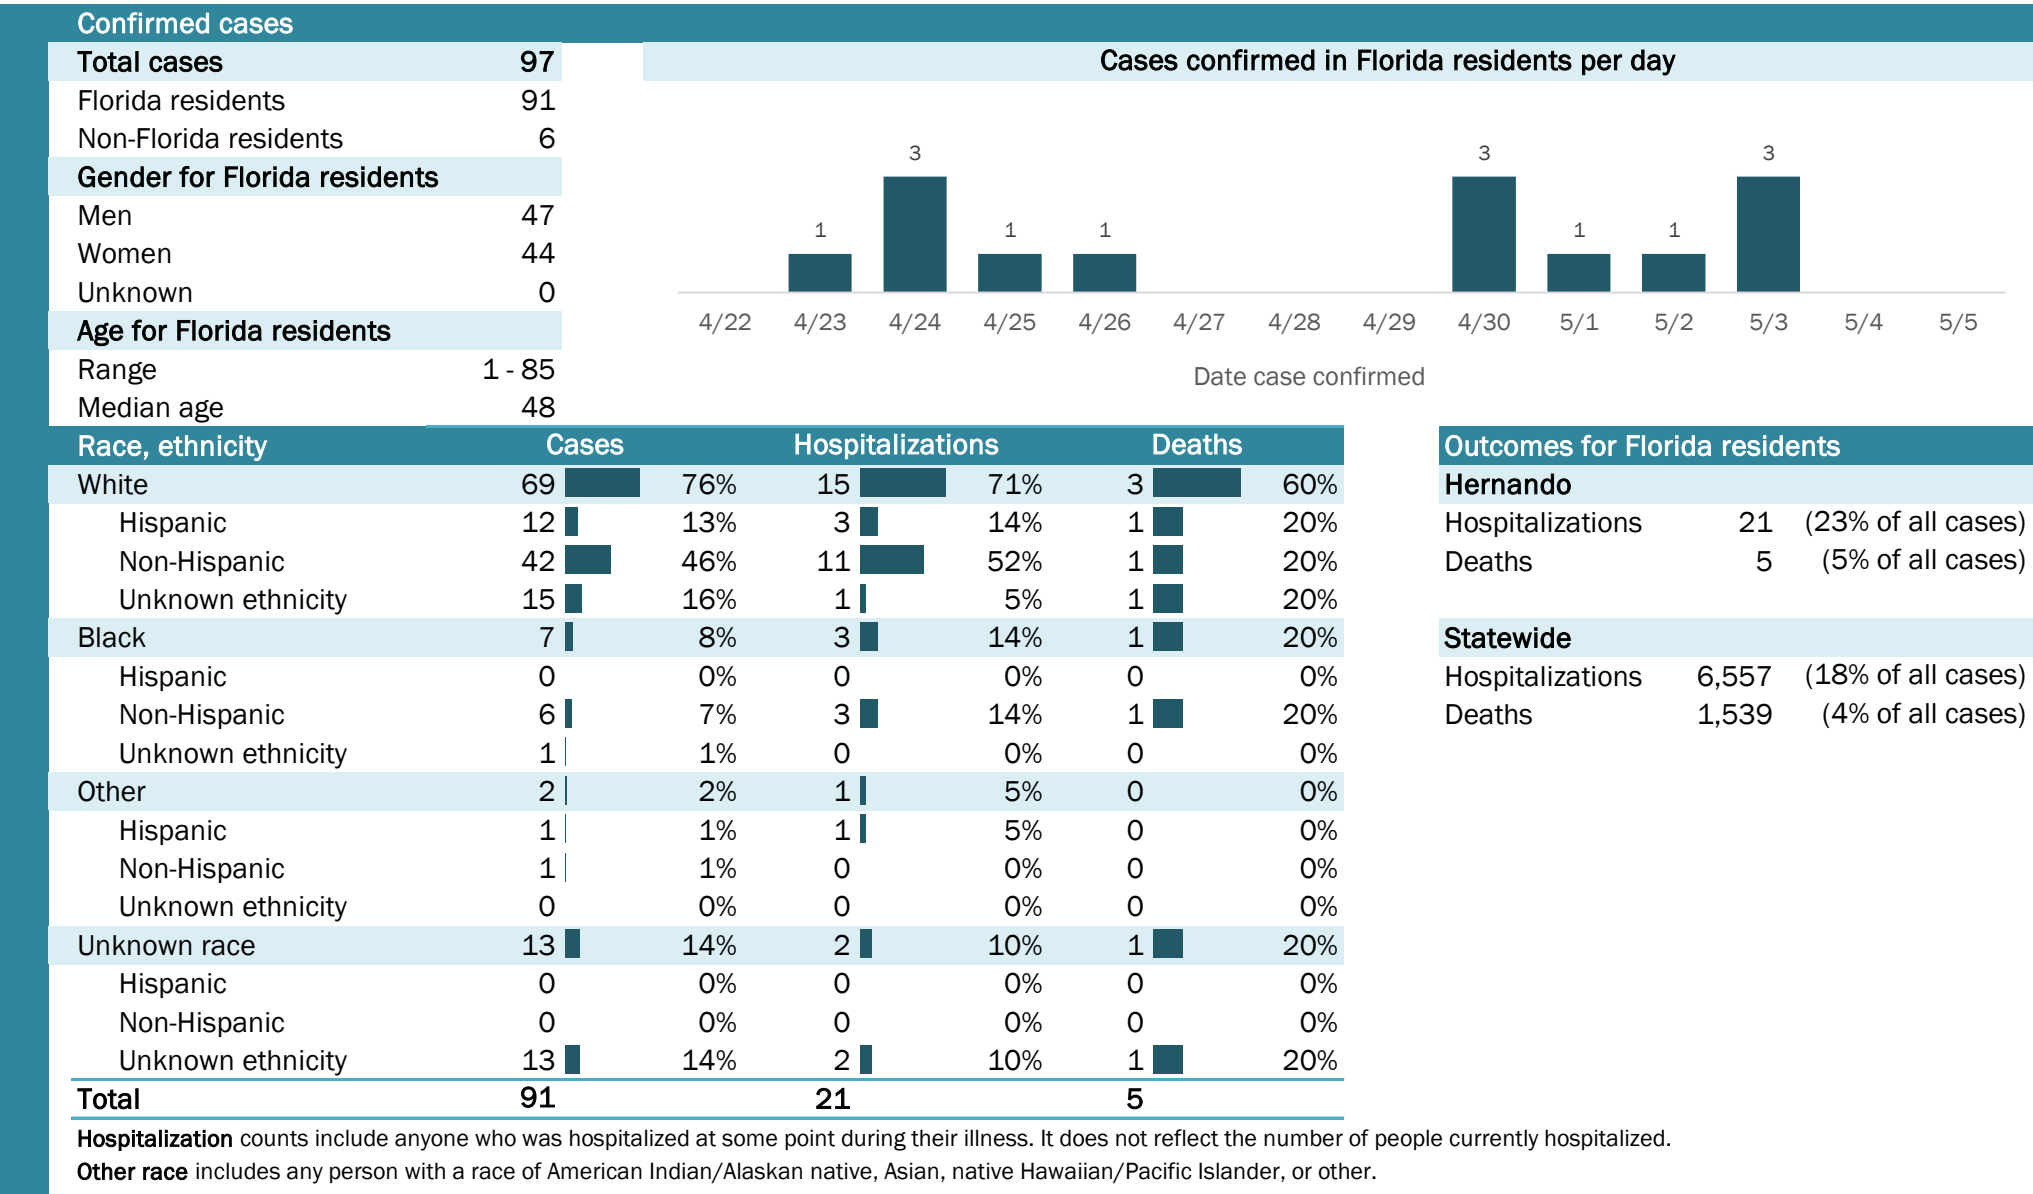 Confirmed cases
Total cases 97
Florida residents 91
Non-Florida residents 6
Gender for Florida residents
Men 47
Women 44
Unknown 0
Age for Florida residents
Range 1 - 85
Median age 48
Cases confirmed in Florida residents per day
3 3 3
1 1 1 1 1
4/22 4/23 4/24 4/25 4/26 4/27 4/28 4/29 4/30 5/1 5/2 5/3 5/4 5/5
Date case confirmed
Race, ethnicity Cases Hospitalizations Deaths
White 69 76% 15 71% 3 60%
Hispanic 12 13% 3 14% 1 20%
Non-Hispanic 42 46% 11 52% 1 20%
Unknown ethnicity 15 16% 1 5% 1 20%
Black 7 8% 3 14% 1 20%
Hispanic 0 0% 0 0% 0 0%
Non-Hispanic 6 7% 3 14% 1 20%
Unknown ethnicity 1 1% 0 0% 0 0%
Other 2 2% 1 5% 0 0%
Hispanic 1 1% 1 5% 0 0%
Non-Hispanic 1 1% 0 0% 0 0%
Unknown ethnicity 0 0% 0 0% 0 0%
Unknown race 13 14% 2 10% 1 20%
Hispanic 0 0% 0 0% 0 0%
Non-Hispanic 0 0% 0 0% 0 0%
Unknown ethnicity 13 14% 2 10% 1 20%
Total 91 21 5
Outcomes for Florida residents
Hernando
Hospitalizations 21 (23% of all cases)
Deaths 5 (5% of all cases)
Statewide
Hospitalizations 6,557 (18% of all cases)
Deaths 1,539 (4% of all cases)
Hospitalization counts include anyone who was hospitalized at some point during their illness. It does not reflect the number of people currently hospitalized.
Other race includes any person with a race of American Indian/Alaskan native, Asian, native Hawaiian/Pacific Islander, or other.